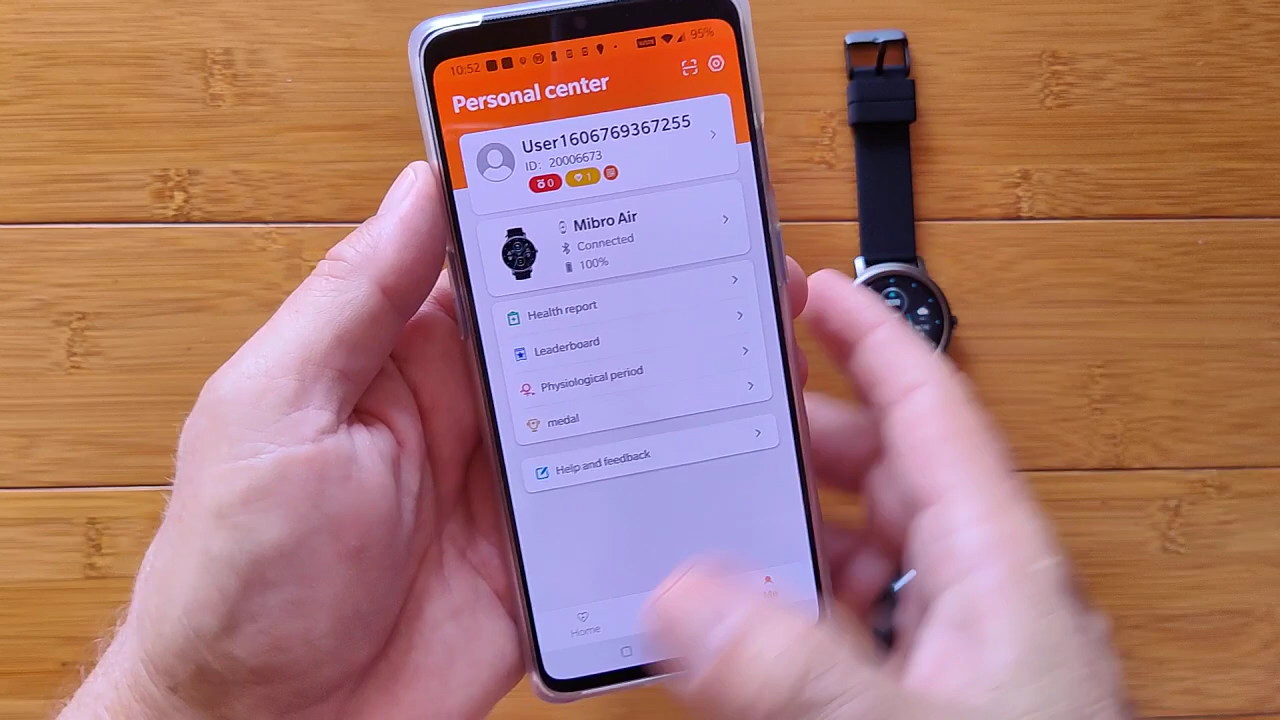 10:52
95%
Personal center
User1606769367255
ID: 20006673
0
1
Mibro Air
Connected
100%
Health report
Leaderboard
Physiological period
medal
Help and feedback
Home
Me